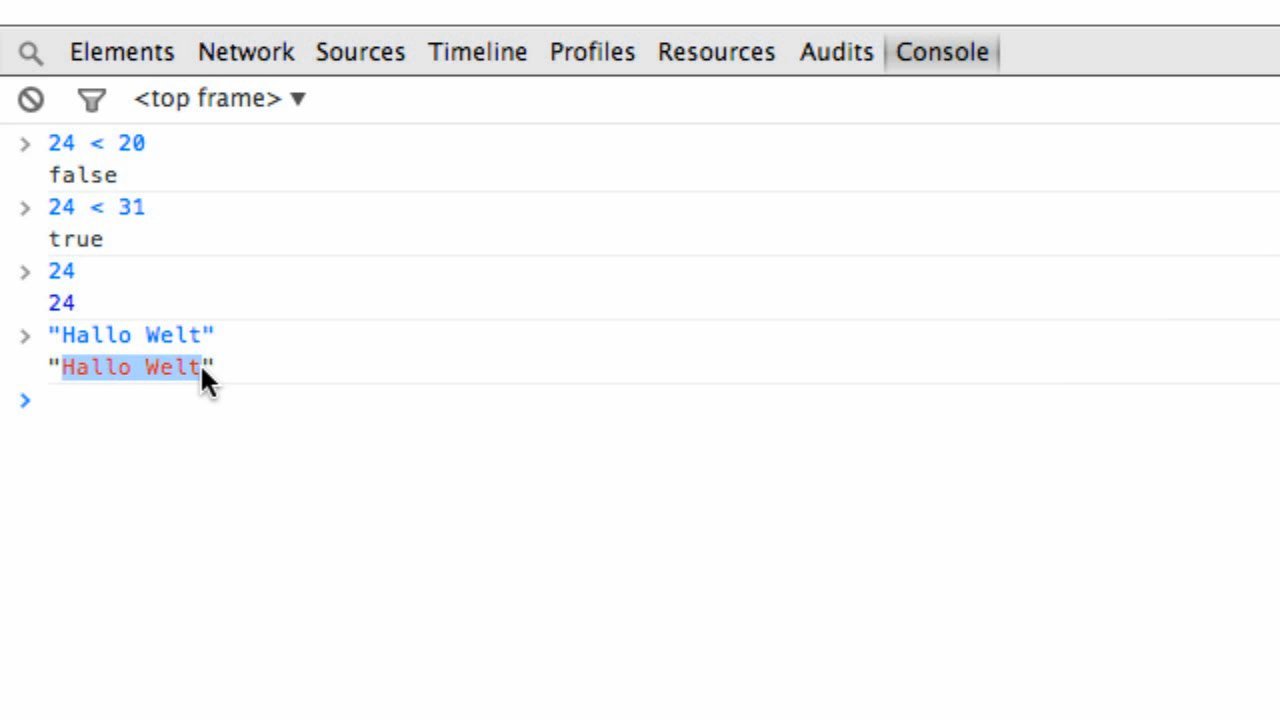 Elements Network Sources Timeline Profiles Resources Audits Console
<top frame> ▼
> 24 < 20
false
> 24 < 31
true
> 24
24
> "Hallo Welt"
"Hallo Welt"
>